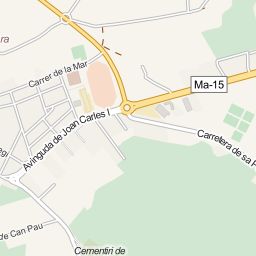 Carrer de la Mar
Ma-15
Avinguda de Joan Carles I
Carretera de sa
de Can Pau
Cementiri de